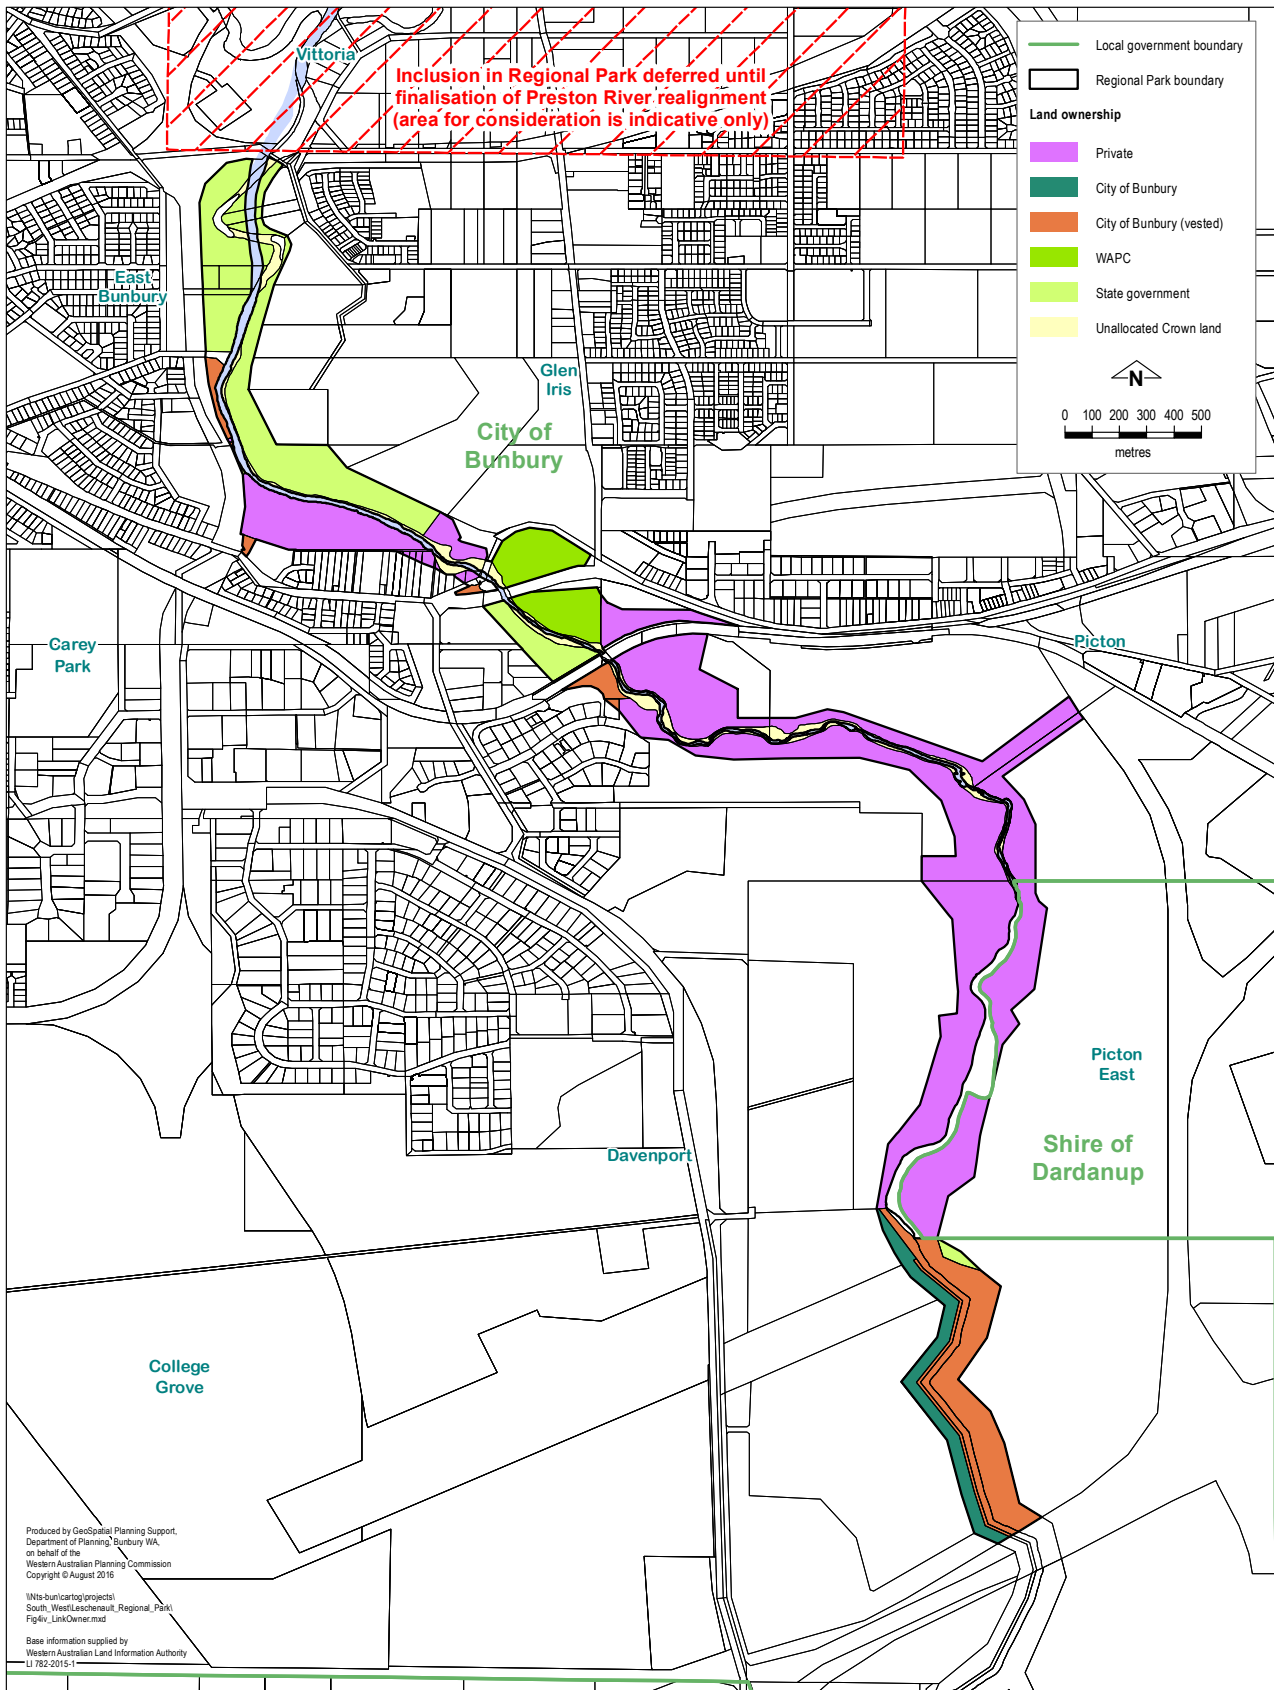 Vittoria
Inclusion in Regional Park deferred until
finalisation of Preston River realignment
(area for consideration is indicative only)
Local government boundary
Regional Park boundary
Land ownership
Private
City of Bunbury
City of Bunbury (vested)
WAPC
State government
Unallocated Crown land
N
0 100 200 300 400 500
metres
East
Bunbury
Glen
Iris
City of
Bunbury
Carey
Park
Picton
Picton
East
Shire of
Dardanup
Davenport
College
Grove
Produced by GeoSpatial Planning Support,
Department of Planning, Bunbury WA,
on behalf of the
Western Australian Planning Commission
Copyright © August 2016
\\Nts-bun\cartog\projects\
South_West\Leschenault_Regional_Park\
Fig4iv_LinkOwner.mxd
Base information supplied by
Western Australian Land Information Authority
LI 782-2015-1